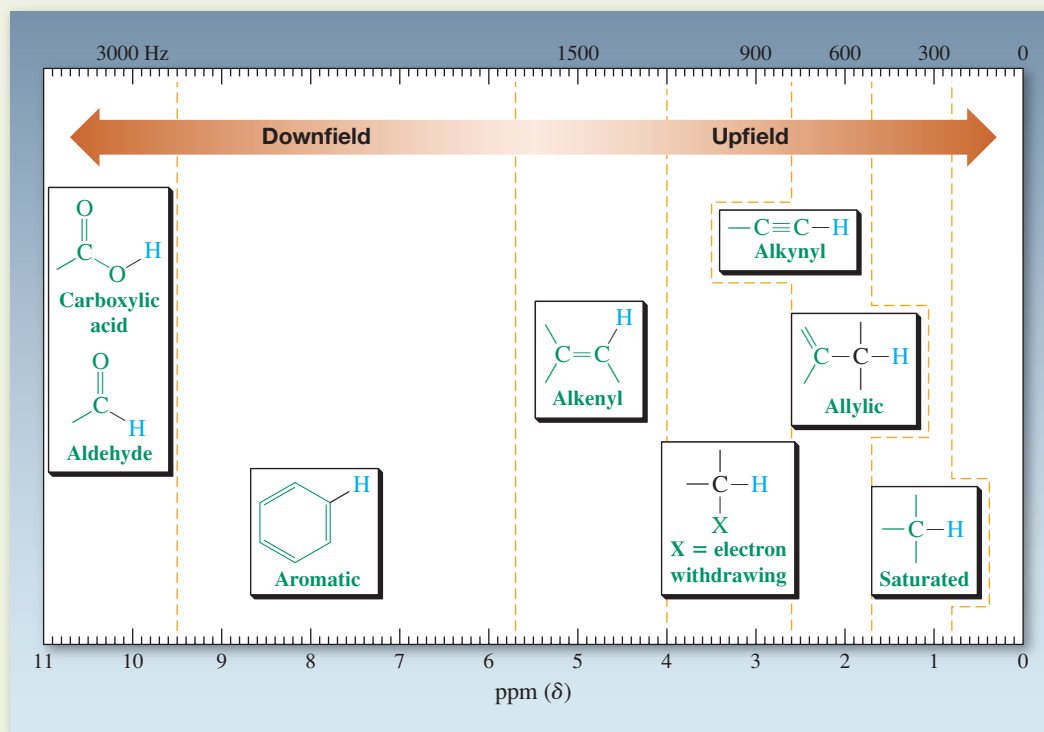 3000 Hz 1500 900 600 300 0
Downfield Upfield
O
C
O
H
Carboxylic
acid
O
C
H
Aldehyde
H
Aromatic
H
C=C
Alkenyl
—C≡C—H
Alkynyl
C—C—H
Allylic
—C—H
X
X = electron
withdrawing
—C—H
Saturated
11 10 9 8 7 6 5 4 3 2 1 0
ppm (δ)